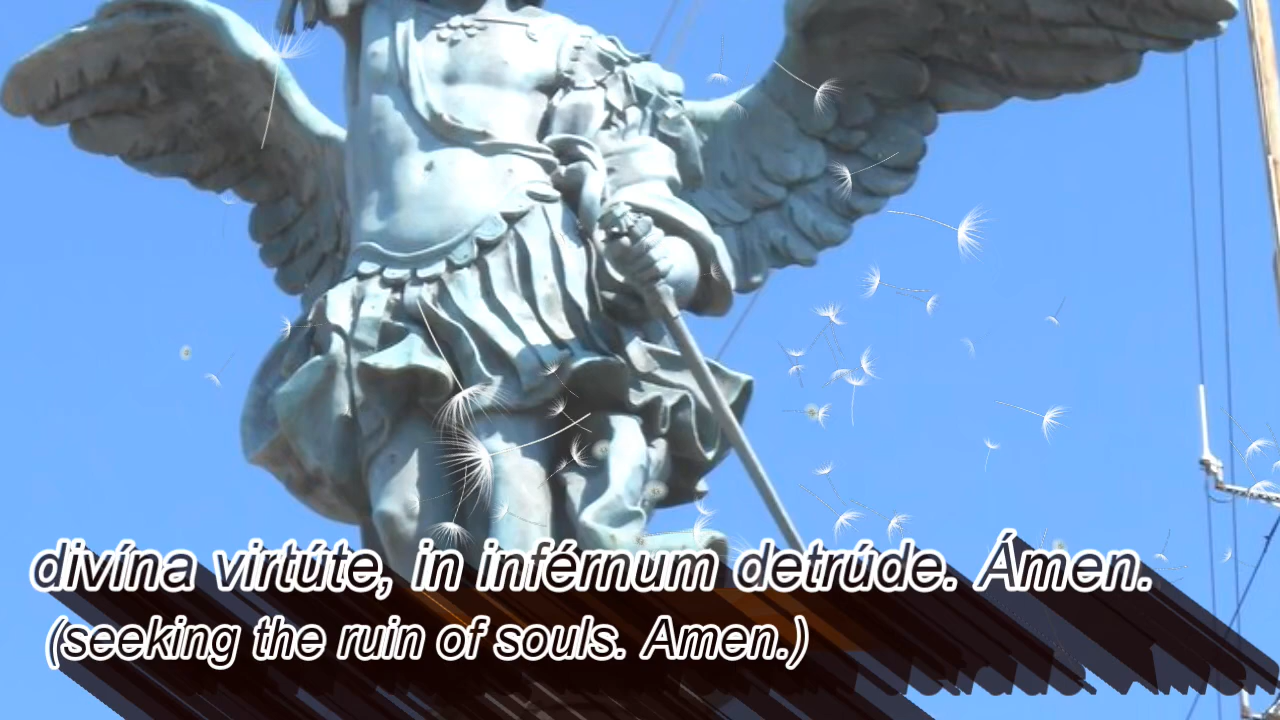 divína virtúte, in inférnum detrúde. Ámen.
(seeking the ruin of souls. Amen.)